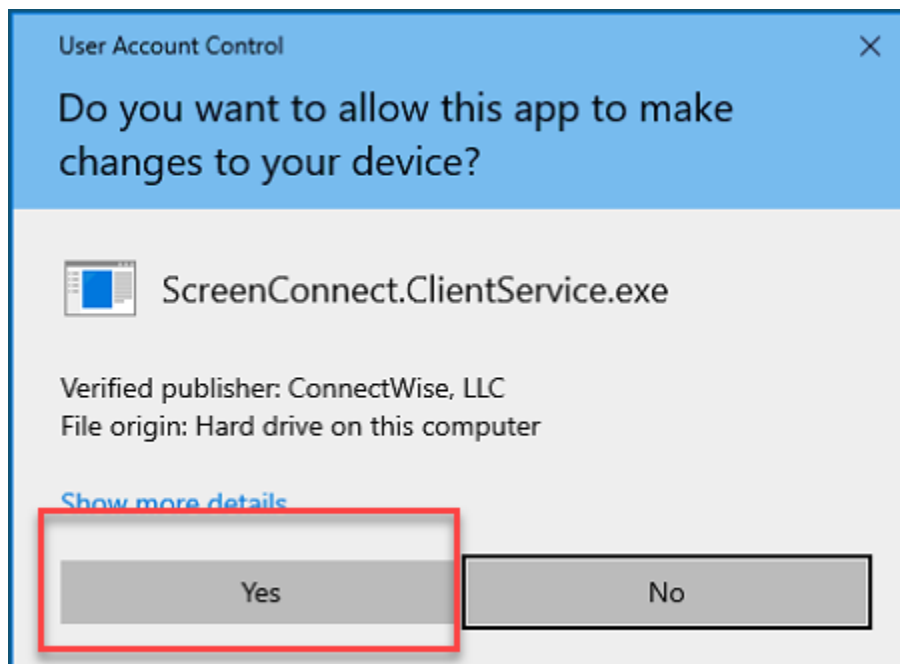 User Account Control
Do you want to allow this app to make
changes to your device?
ScreenConnect.ClientService.exe
Verified publisher: ConnectWise, LLC
File origin: Hard drive on this computer
Show more details
Yes
No